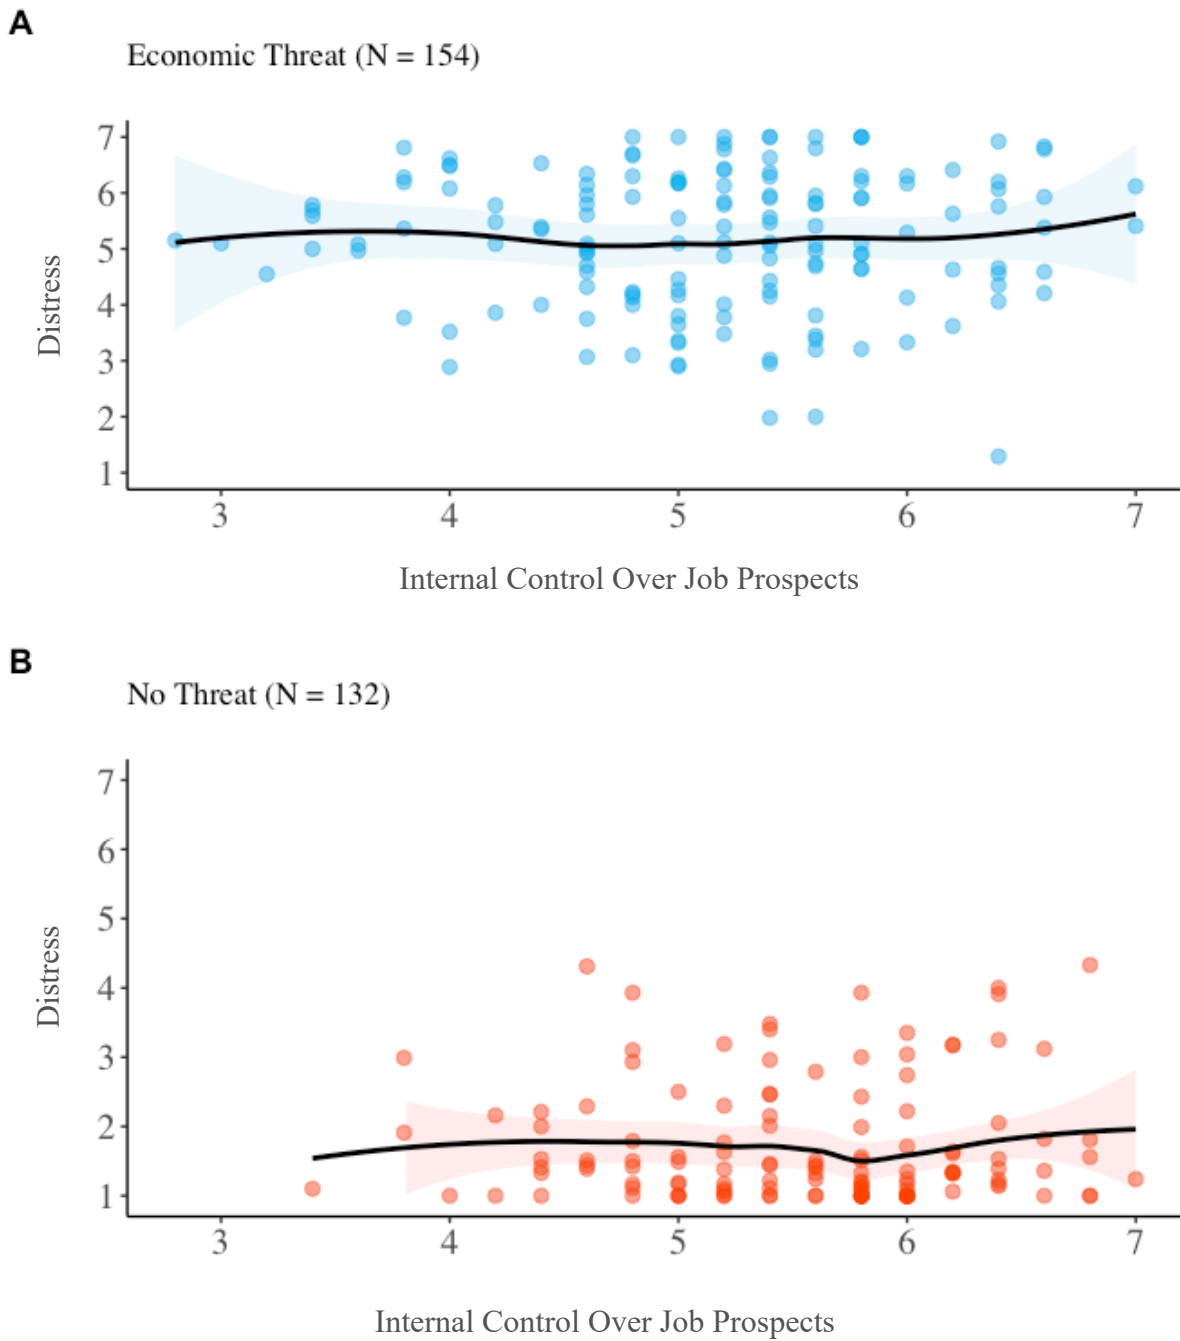 A
Economic Threat (N = 154)
7
6
5
4
3
2
1
Distress
3 4 5 6 7
Internal Control Over Job Prospects
B
No Threat (N = 132)
7
6
5
4
3
2
1
Distress
3 4 5 6 7
Internal Control Over Job Prospects